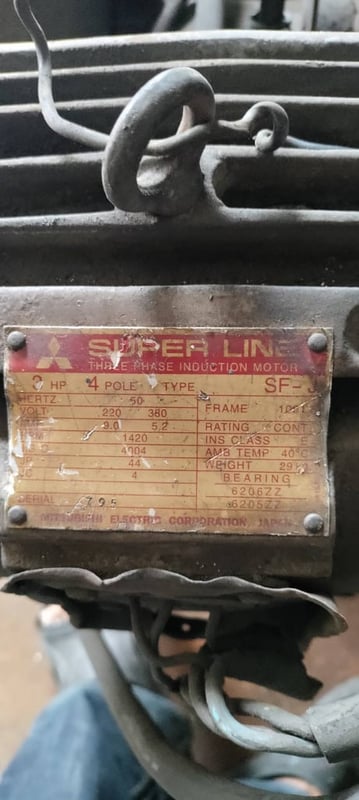 SUPER LINE
THREE PHASE INDUCTION MOTOR
3 HP 4 POLE TYPE SF-J
HERTZ 50
VOLT 220 380
FRAME
9.0 5.2
RATING CONT
1420
INS CLASS E
4004
AMB TEMP 40°C
44
WEIGHT
4
BEARING
6206ZZ
6205ZZ
SERIAL 795
MITSUBISHI ELECTRIC CORPORATION, JAPAN